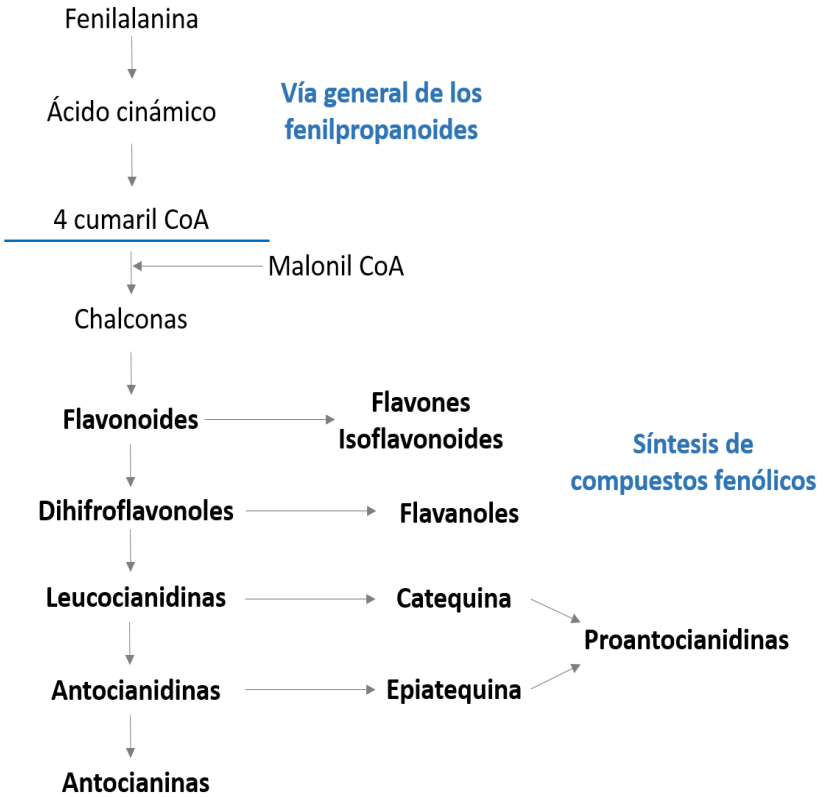 Fenilalanina
Vía general de los
fenilpropanoides
Ácido cinámico
4 cumaril CoA
Malonil CoA
Chalconas
Flavonoides
Flavones
Isoflavonoides
Síntesis de
compuestos fenólicos
Dihifroflavonoles
Flavanoles
Leucocianidinas
Catequina
Proantocianidinas
Antocianidinas
Epiatequina
Antocianinas